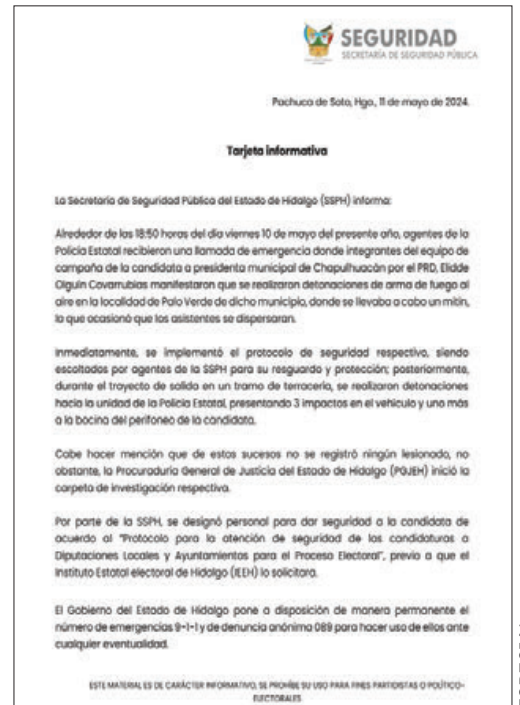 SEGURIDAD
SECRETARÍA DE SEGURIDAD PÚBLICA
Pachuca de Soto, Hgo., 11 de mayo de 2024.
Tarjeta informativa
La Secretaría de Seguridad Pública del Estado de Hidalgo (SSPH) informa:
Alrededor de las 18:50 horas del día viernes 10 de mayo del presente año, agentes de la
Policía Estatal recibieron una llamada de emergencia donde integrantes del equipo de
campaña de la candidata a presidenta municipal de Chapulhuacán por el PRD, Elidde
Olguín Covarrubias manifestaron que se realizaron detonaciones de arma de fuego al
aire en la localidad de Palo Verde de dicho municipio, donde se llevaba a cabo un mitin,
lo que ocasionó que los asistentes se dispersaran.
Inmediatamente, se implementó el protocolo de seguridad respectivo, siendo
escoltados por agentes de la SSPH para su resguardo y protección; posteriormente,
durante el trayecto de salida en un tramo de terracería, se realizaron detonaciones
hacia la unidad de la Policía Estatal, presentando 3 impactos en el vehículo y uno más
a la bocina del perifoneo de la candidata.
Cabe hacer mención que de estos sucesos no se registró ningún lesionado, no
obstante, la Procuraduría General de Justicia del Estado de Hidalgo (PGJEH) inició la
carpeta de investigación respectiva.
Por parte de la SSPH, se designó personal para dar seguridad a la candidata de
acuerdo al "Protocolo para la atención de seguridad de las candidaturas a
Diputaciones Locales y Ayuntamientos para el Proceso Electoral", previo a que el
Instituto Estatal electoral de Hidalgo (IEEH) lo solicitara.
El Gobierno del Estado de Hidalgo pone a disposición de manera permanente el
número de emergencias 9-1-1 y de denuncia anónima 089 para hacer uso de ellos ante
cualquier eventualidad.
ESTE MATERIAL ES DE CARÁCTER INFORMATIVO, SE PROHÍBE SU USO PARA FINES PARTIDISTAS O POLÍTICO-
ELECTORALES